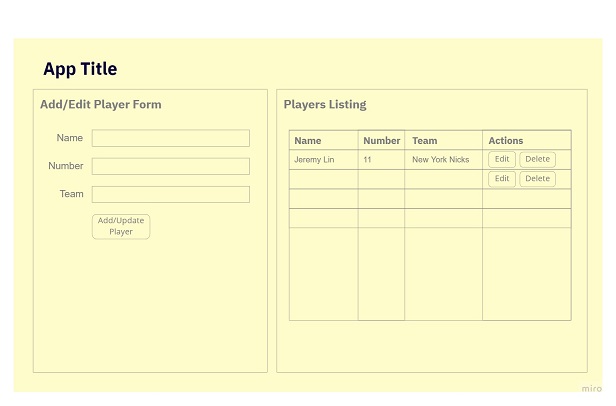 App Title
Add/Edit Player Form
Name
Number
Team
Add/Update
Player
Players Listing
Name Number Team Actions
Jeremy Lin 11 New York Nicks Edit Delete
Edit Delete
miro